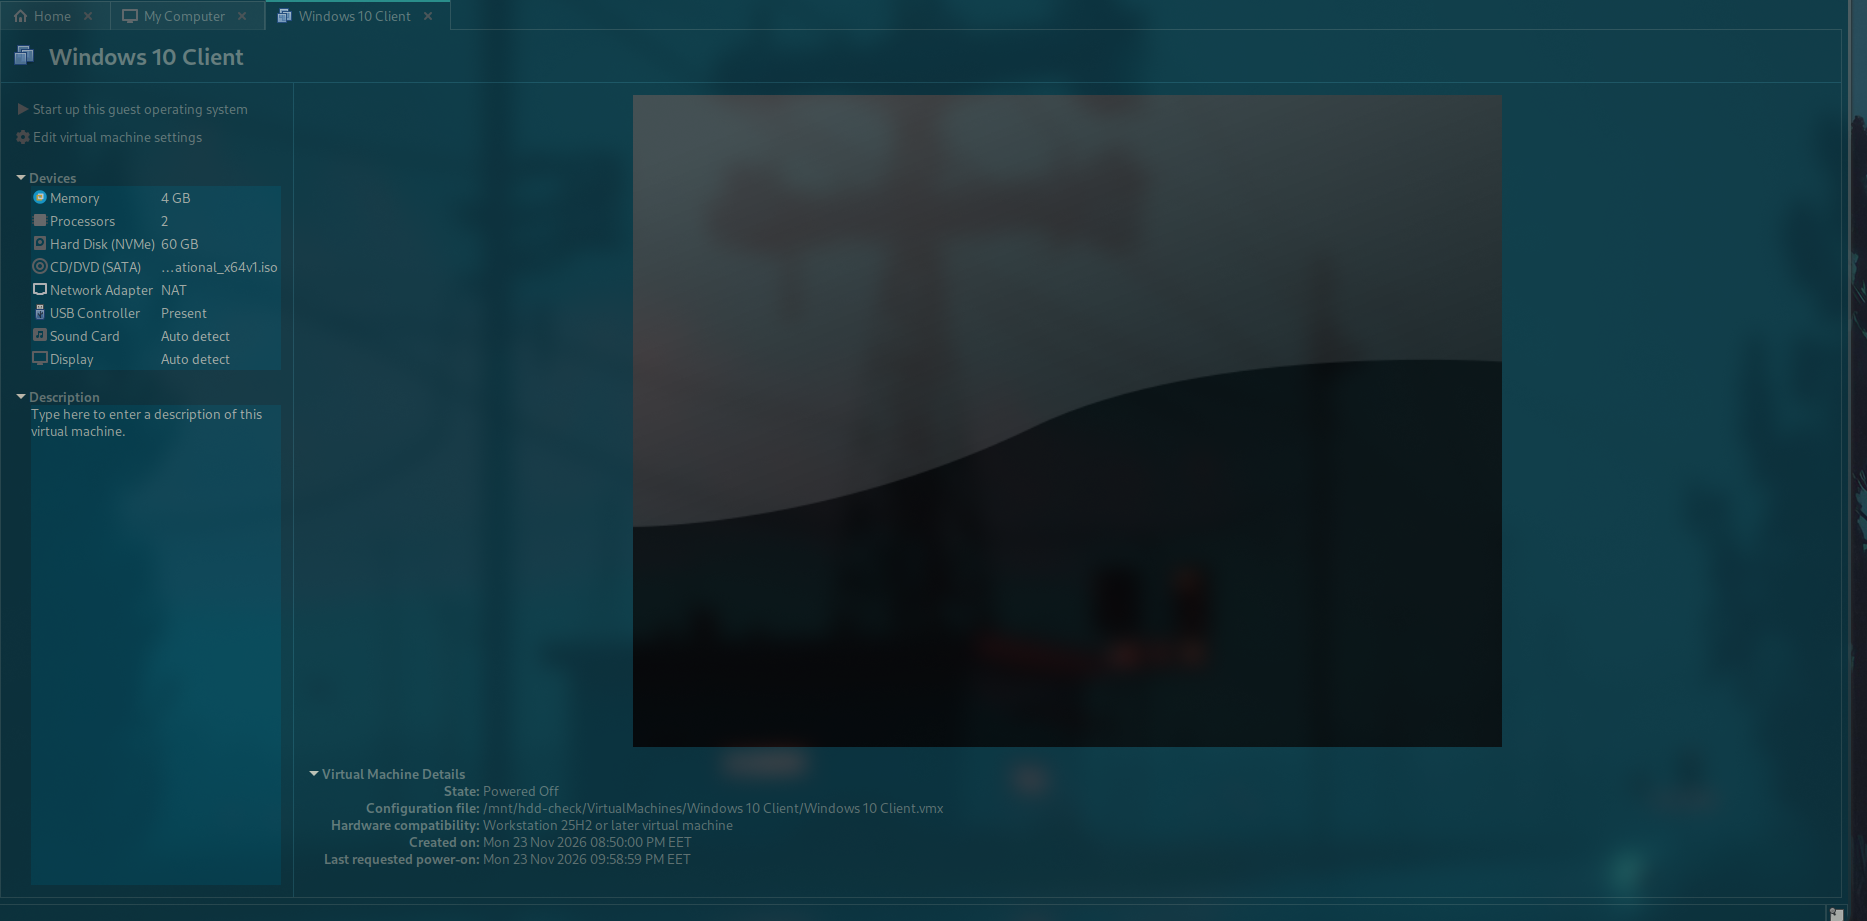 Home
My Computer
Windows 10 Client
Windows 10 Client
Start up this guest operating system
Edit virtual machine settings
Devices
Memory 4 GB
Processors 2
Hard Disk (NVMe) 60 GB
CD/DVD (SATA) ...ational_x64v1.iso
Network Adapter NAT
USB Controller Present
Sound Card Auto detect
Display Auto detect
Description
Type here to enter a description of this
virtual machine.
Virtual Machine Details
State: Powered Off
Configuration file: /mnt/hdd-check/VirtualMachines/Windows 10 Client/Windows 10 Client.vmx
Hardware compatibility: Workstation 25H2 or later virtual machine
Created on: Mon 23 Nov 2026 08:50:00 PM EET
Last requested power-on: Mon 23 Nov 2026 09:58:59 PM EET